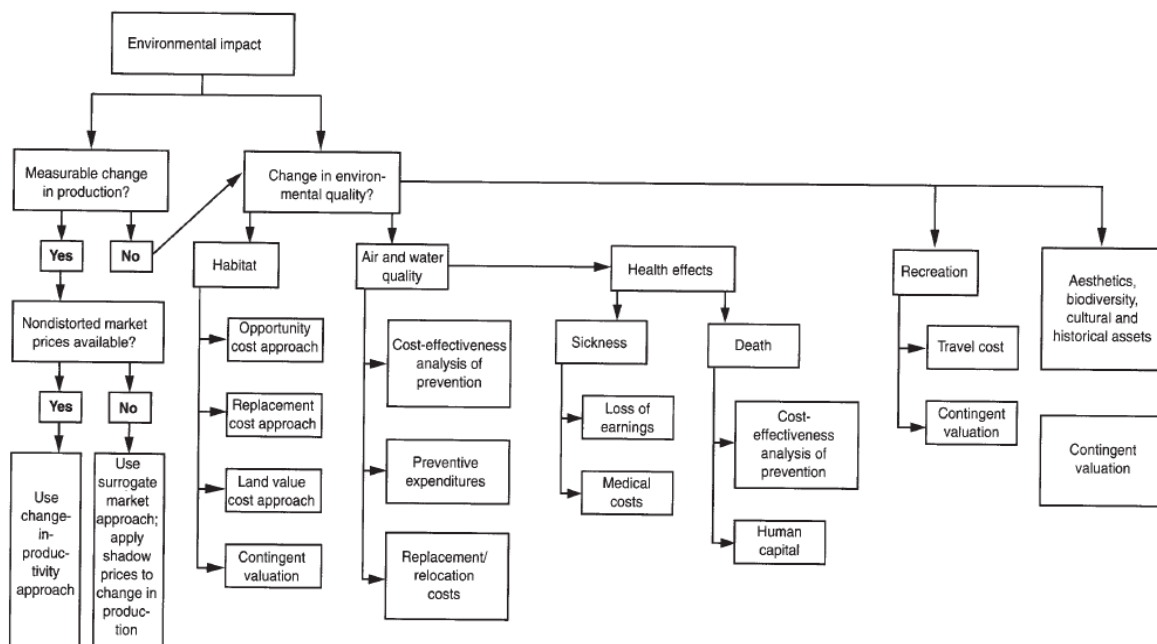 Environmental impact
Measurable change
in production?
Change in environ-
mental quality?
Yes
No
Habitat
Air and water
quality
Health effects
Recreation
Aesthetics,
biodiversity,
cultural and
historical assets
Nondistorted market
prices available?
Opportunity
cost approach
Cost-effectiveness
analysis of
prevention
Sickness
Death
Travel cost
Yes
No
Replacement
cost approach
Loss of
earnings
Cost-
effectiveness
analysis of
prevention
Contingent
valuation
Contingent
valuation
Use
change-
in-
productivity
approach
Use
surrogate
market
approach;
apply
shadow
prices to
change in
produc-
tion
Land value
cost approach
Preventive
expenditures
Medical
costs
Contingent
valuation
Replacement/
relocation
costs
Human
capital